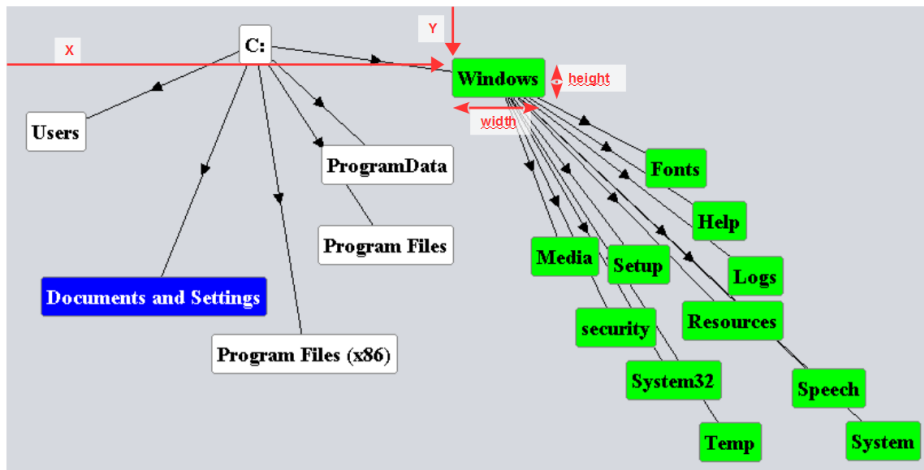 Y
X
C:
Windows
height
width
Users
ProgramData
Fonts
Help
Program Files
Media
Setup
Logs
Documents and Settings
Resources
security
Program Files (x86)
System32
Speech
Temp
System